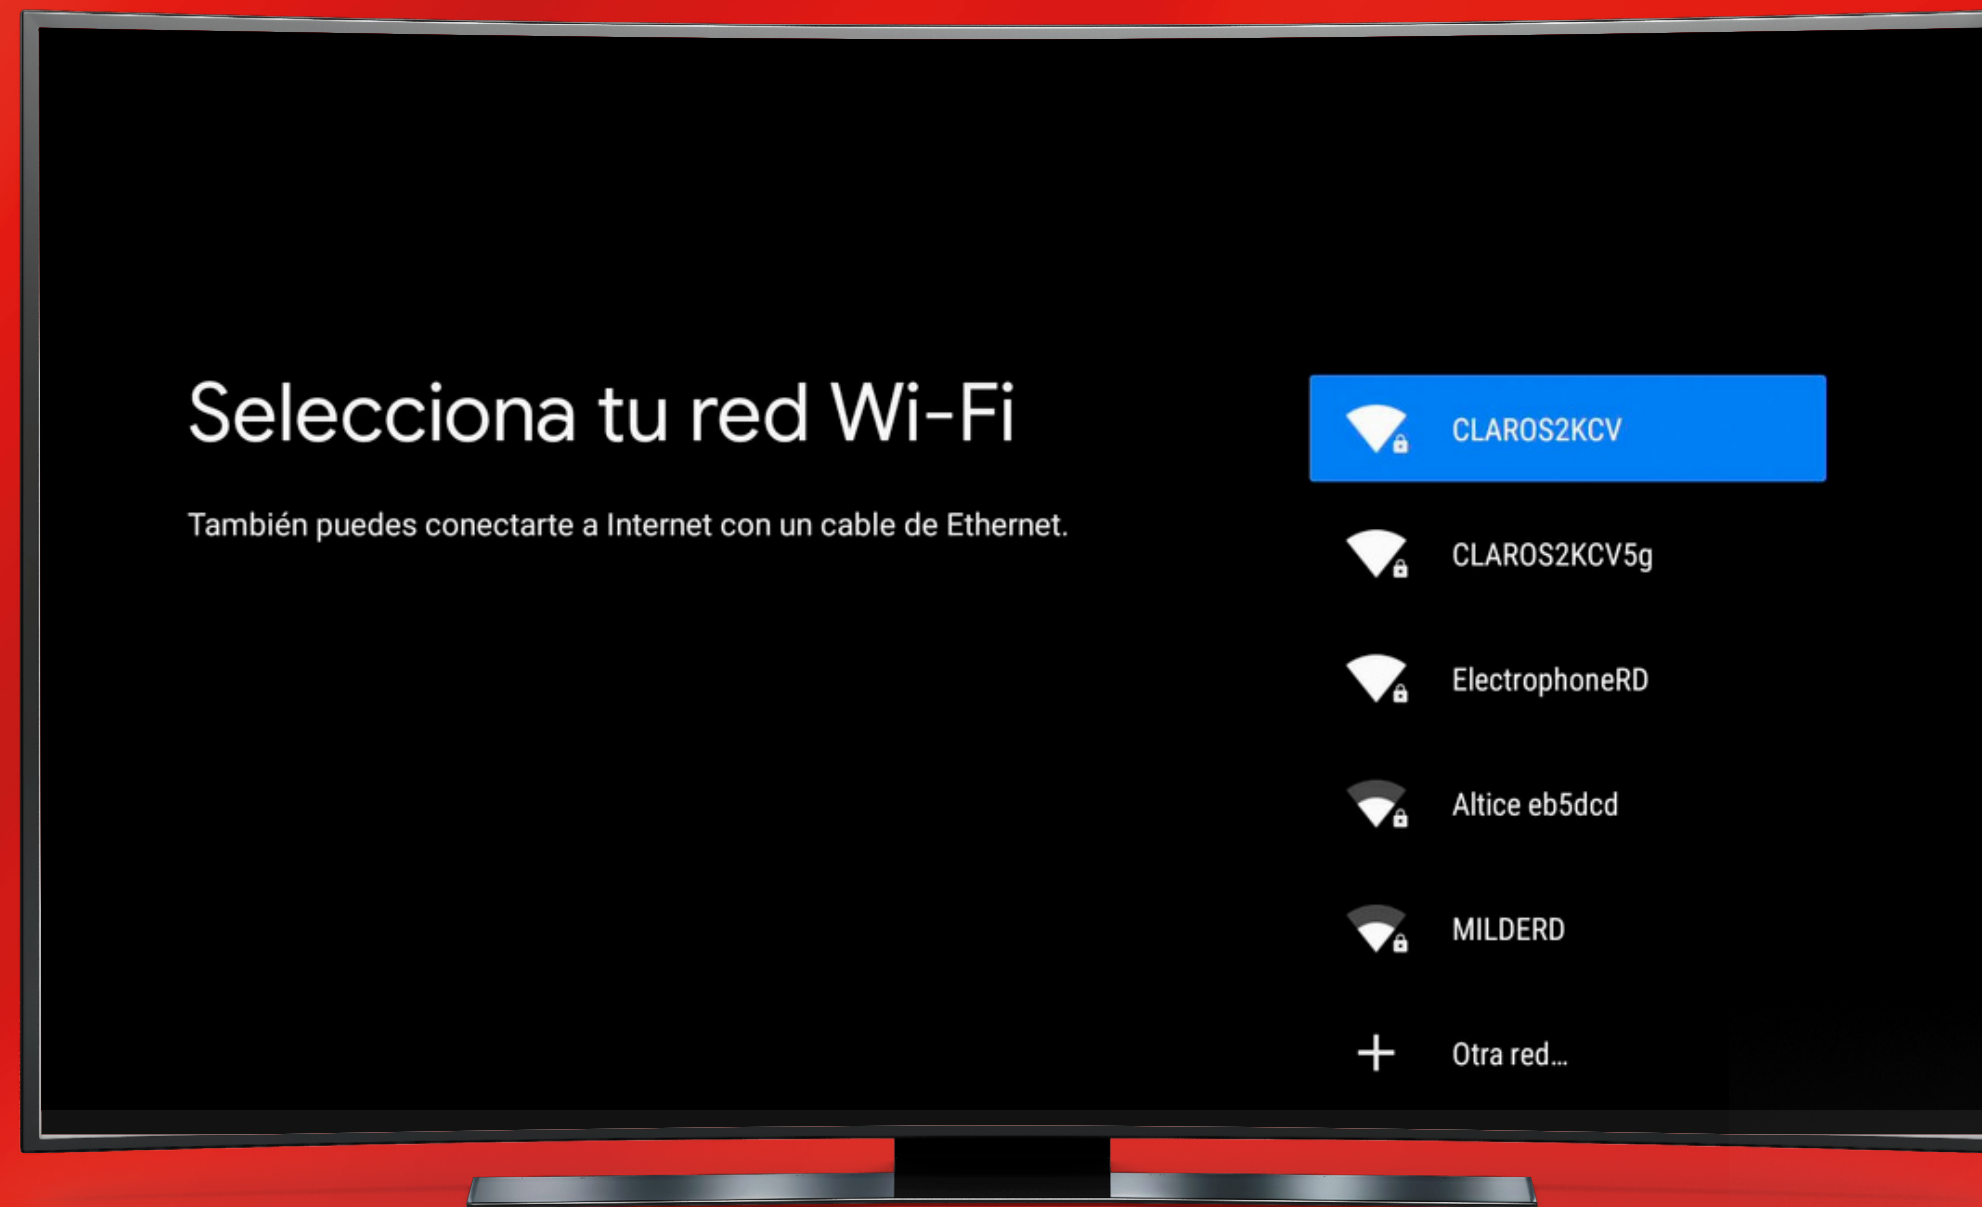 Selecciona tu red Wi-Fi
También puedes conectarte a Internet con un cable de Ethernet.
CLAROS2KCV
CLAROS2KCV5g
ElectrophoneRD
Altice eb5dcd
MILDERD
Otra red...